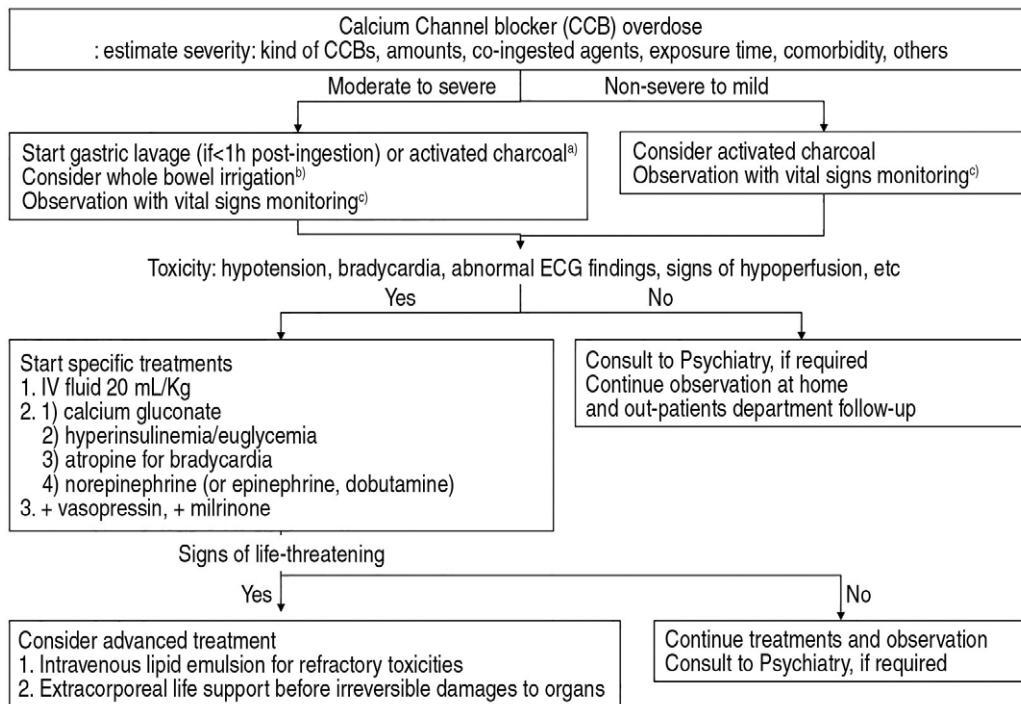 Calcium Channel blocker (CCB) overdose
: estimate severity: kind of CCBs, amounts, co-ingested agents, exposure time, comorbidity, others
Moderate to severe
Non-severe to mild
Start gastric lavage (if<1h post-ingestion) or activated charcoal a)
Consider whole bowel irrigation b)
Observation with vital signs monitoring c)
Consider activated charcoal
Observation with vital signs monitoring c)
Toxicity: hypotension, bradycardia, abnormal ECG findings, signs of hypoperfusion, etc
Yes
No
Start specific treatments
1. IV fluid 20 mL/Kg
2. 1) calcium gluconate
2) hyperinsulinemia/euglycemia
3) atropine for bradycardia
4) norepinephrine (or epinephrine, dobutamine)
3. + vasopressin, + milrinone
Consult to Psychiatry, if required
Continue observation at home
and out-patients department follow-up
Signs of life-threatening
Yes
No
Consider advanced treatment
1. Intravenous lipid emulsion for refractory toxicities
2. Extracorporeal life support before irreversible damages to organs
Continue treatments and observation
Consult to Psychiatry, if required